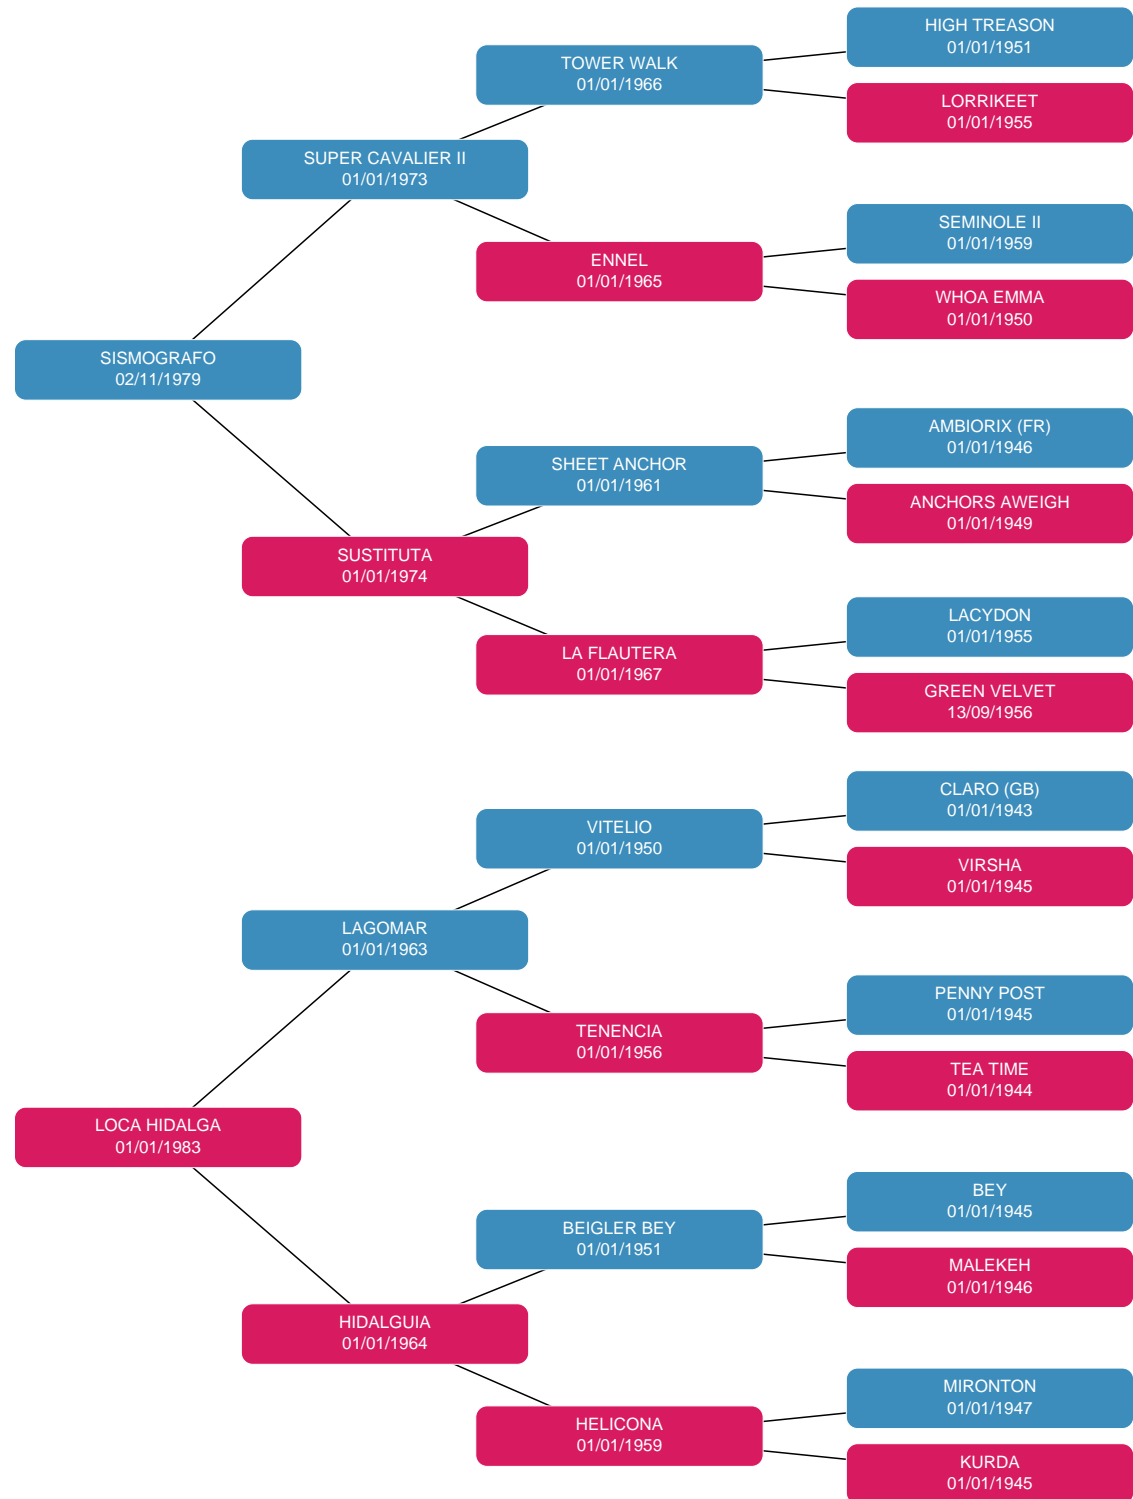 HIGH TREASON
01/01/1951
TOWER WALK
01/01/1966
LORRIKEET
01/01/1955
SUPER CAVALIER II
01/01/1973
SEMINOLE II
01/01/1959
ENNEL
01/01/1965
WHOA EMMA
01/01/1950
SISMOGRAFO
02/11/1979
AMBIORIX (FR)
01/01/1946
SHEET ANCHOR
01/01/1961
ANCHORS AWEIGH
01/01/1949
SUSTITUTA
01/01/1974
LACYDON
01/01/1955
LA FLAUTERA
01/01/1967
GREEN VELVET
13/09/1956
CLARO (GB)
01/01/1943
VITELIO
01/01/1950
VIRSHA
01/01/1945
LAGOMAR
01/01/1963
PENNY POST
01/01/1945
TENENCIA
01/01/1956
TEA TIME
01/01/1944
LOCA HIDALGA
01/01/1983
BEY
01/01/1945
BEIGLER BEY
01/01/1951
MALEKEH
01/01/1946
HIDALGUIA
01/01/1964
MIRONTON
01/01/1947
HELICONA
01/01/1959
KURDA
01/01/1945